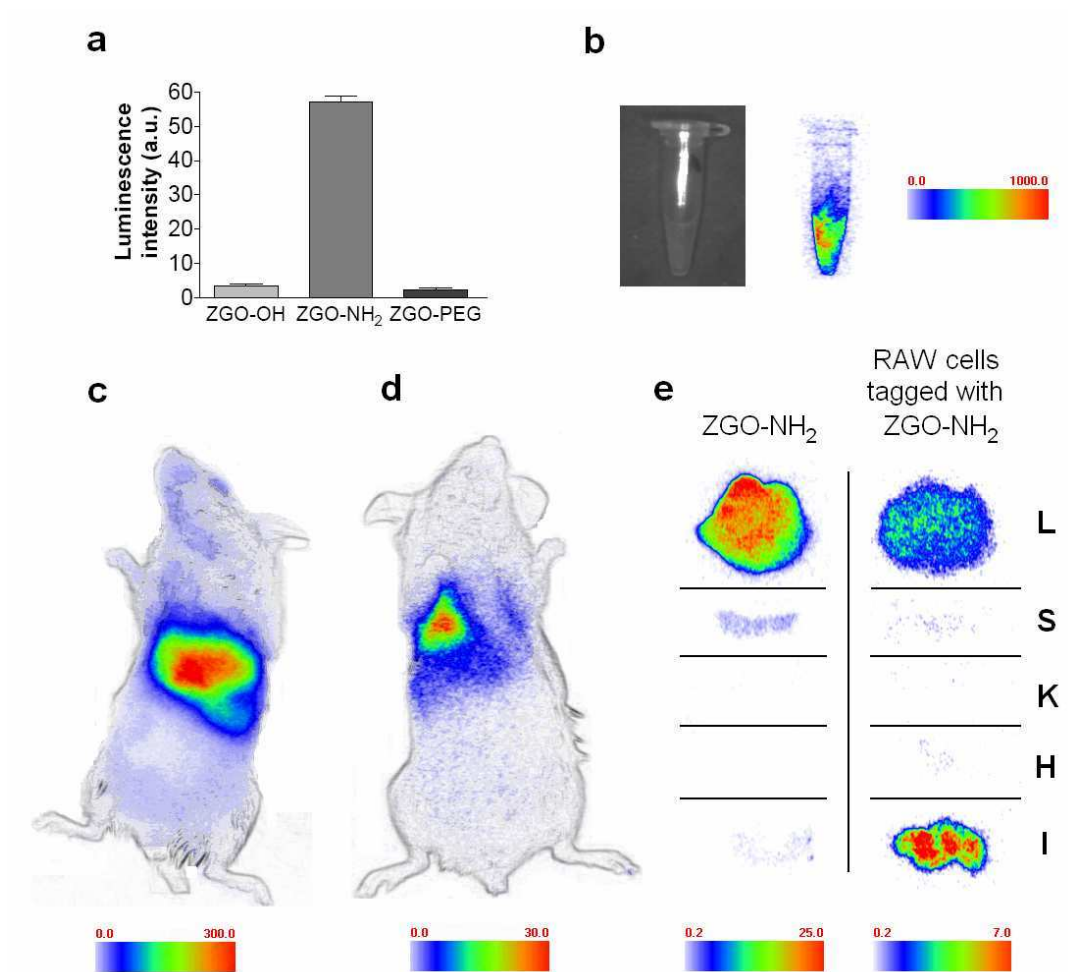 a
Luminescence
intensity (a.u.)
60
50
40
30
20
10
0
ZGO-OH ZGO-NH₂ ZGO-PEG
b
0.0 1000.0
c
0.0 300.0
d
0.0 30.0
e
ZGO-NH₂
RAW cells
tagged with
ZGO-NH₂
L
S
K
H
I
0.2 25.0
0.2 7.0